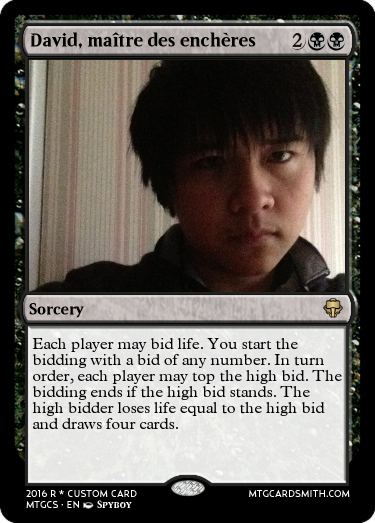 David, maître des enchères 2
Sorcery
Each player may bid life. You start the
bidding with a bid of any number. In turn
order, each player may top the high bid. The
bidding ends if the high bid stands. The
high bidder loses life equal to the high bid
and draws four cards.
2016 R * CUSTOM CARD
MTGCS · EN SPYBOY
MTGCARDSMITH.COM